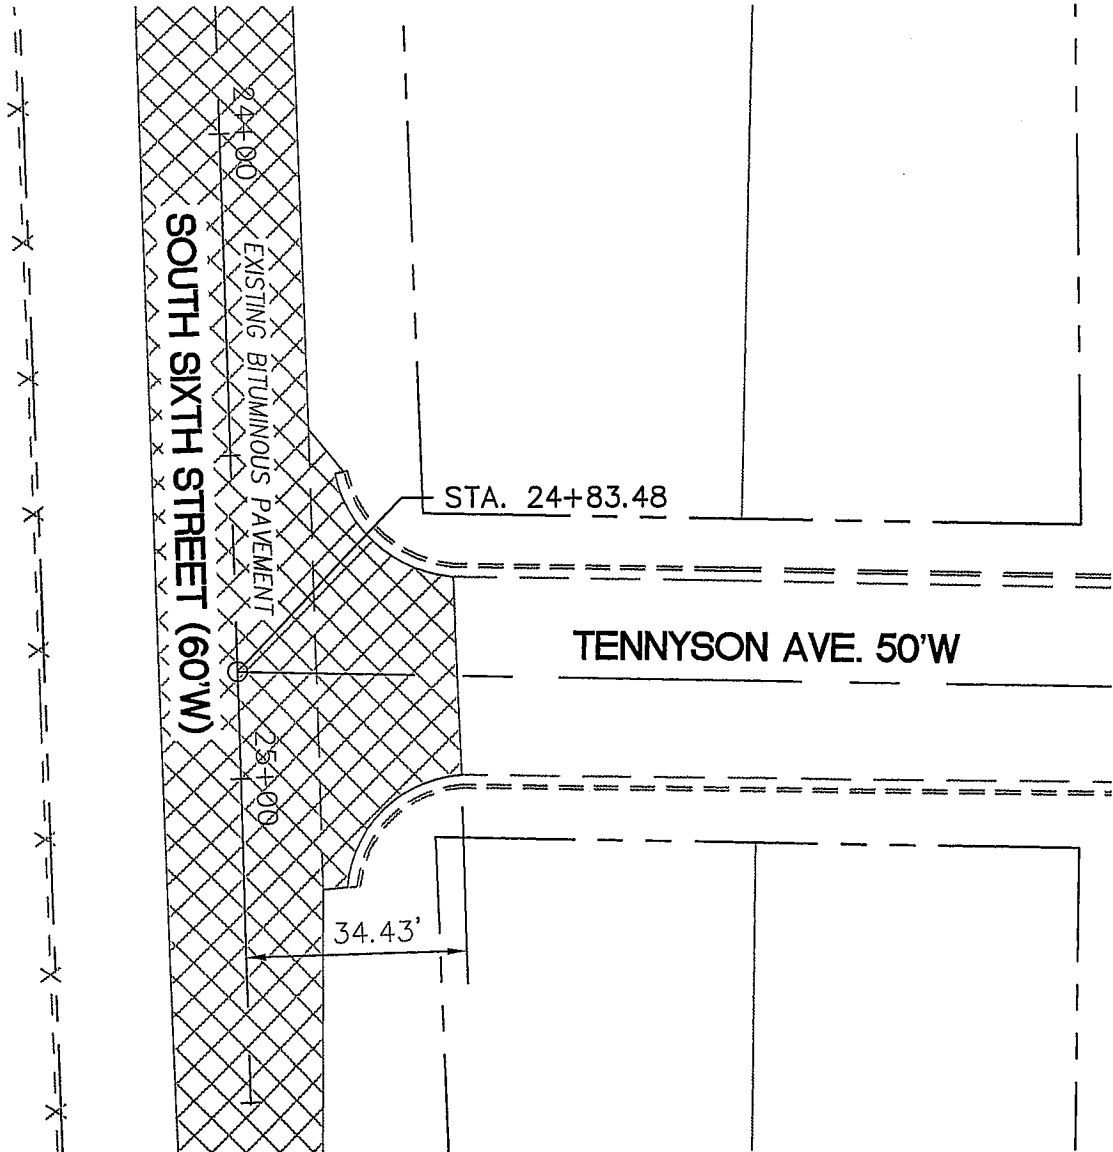 24+00
EXISTING BITUMINOUS PAVEMENT
SOUTH SIXTH STREET (60'W)
STA. 24+83.48
TENNYSON AVE. 50'W
25+00
34.43'